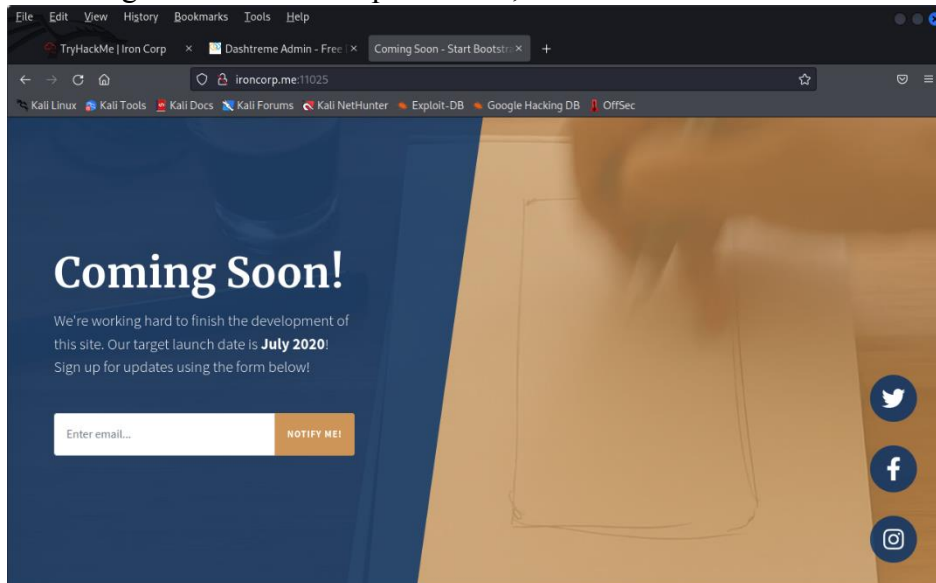 File Edit View History Bookmarks Tools Help
TryHackMe | Iron Corp × Dashtreme Admin - Free × Coming Soon - Start Bootstra × +
ironcorp.me:11025
Kali Linux Kali Tools Kali Docs Kali Forums Kali NetHunter Exploit-DB Google Hacking DB OffSec
Coming Soon!
We're working hard to finish the development of
this site. Our target launch date is July 2020!
Sign up for updates using the form below!
Enter email... NOTIFY ME!